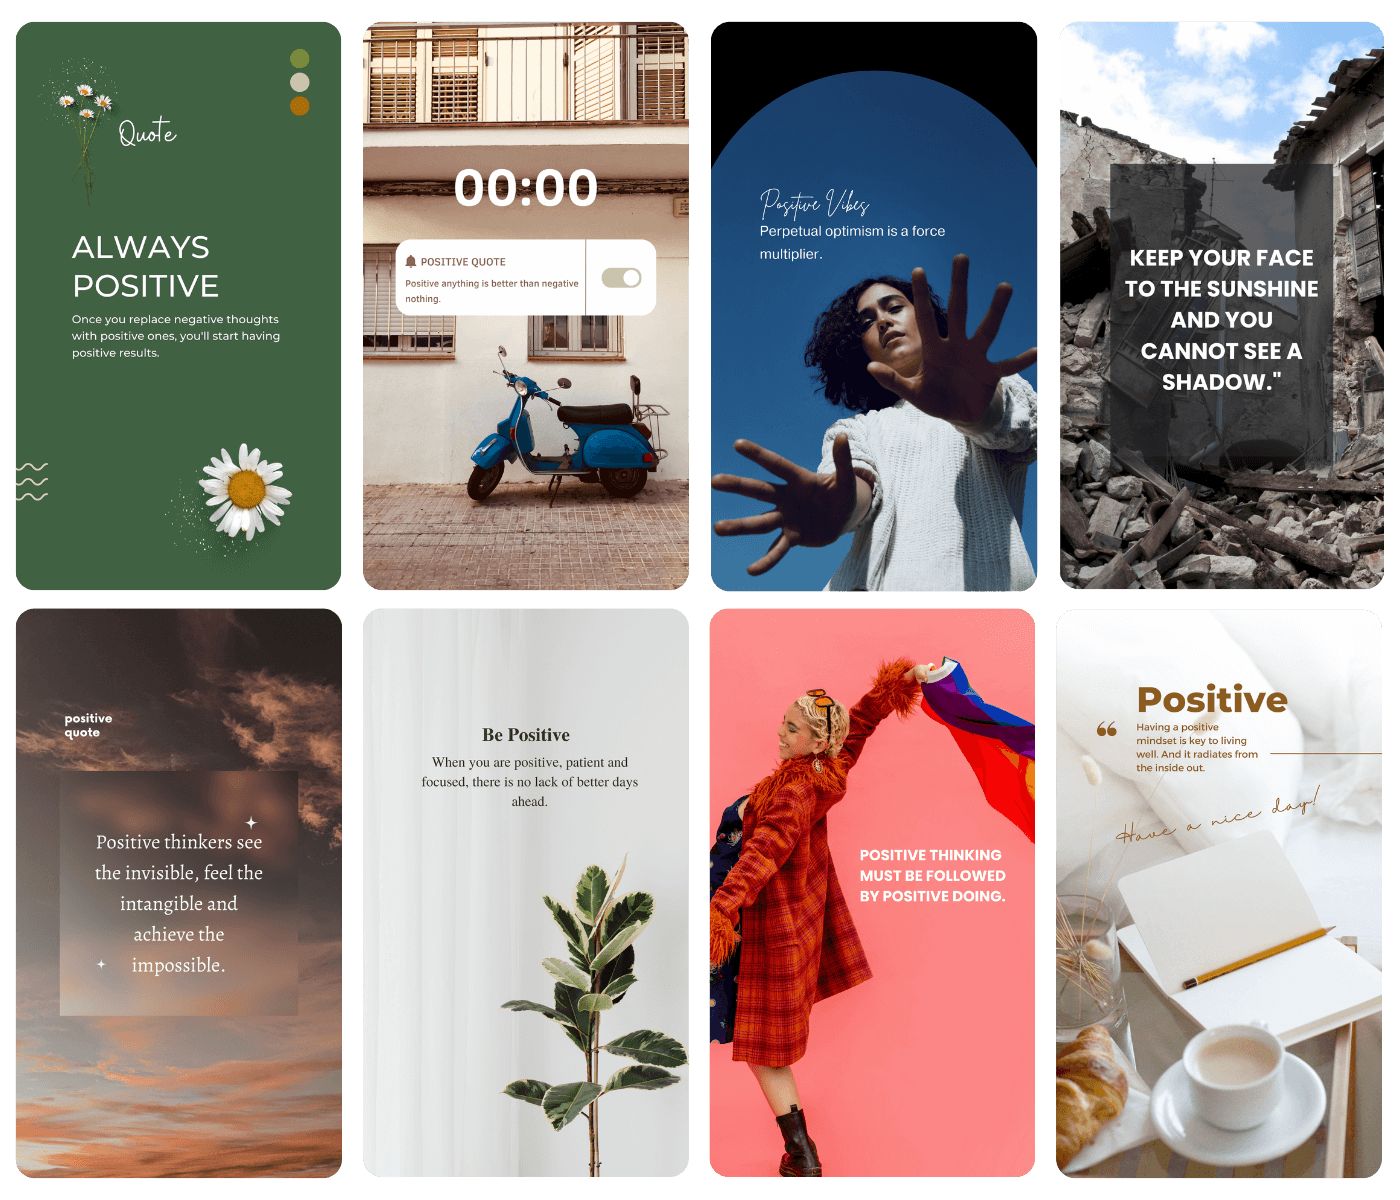 Quote
ALWAYS
POSITIVE
Once you replace negative thoughts
with positive ones, you'll start having
positive results.
00:00
POSITIVE QUOTE
Positive anything is better than negative
nothing.
Positive Vibes
Perpetual optimism is a force
multiplier.
KEEP YOUR FACE
TO THE SUNSHINE
AND YOU
CANNOT SEE A
SHADOW."
positive
quote
Positive thinkers see
the invisible, feel the
intangible and
achieve the
impossible.
Be Positive
When you are positive, patient and
focused, there is no lack of better days
ahead.
POSITIVE THINKING
MUST BE FOLLOWED
BY POSITIVE DOING.
Positive
“
Having a positive
mindset is key to living
well. And it radiates from
the inside out.
Have a nice day!